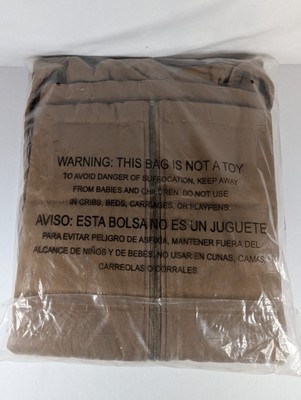 WARNING: THIS BAG IS NOT A TOY
TO AVOID DANGER OF SUFFOCATION, KEEP AWAY
FROM BABIES AND CHILDREN. DO NOT USE
IN CRIBS, BEDS, CARRIAGES, OR PLAYPENS.
AVISO: ESTA BOLSA NO ES UN JUGUETE
PARA EVITAR PELIGRO DE ASFIXIA, MANTENER FUERA DEL
ALCANCE DE NIÑOS Y DE BEBÉS, NO USAR EN CUNAS, CAMAS,
CARREOLAS O CORRALES.